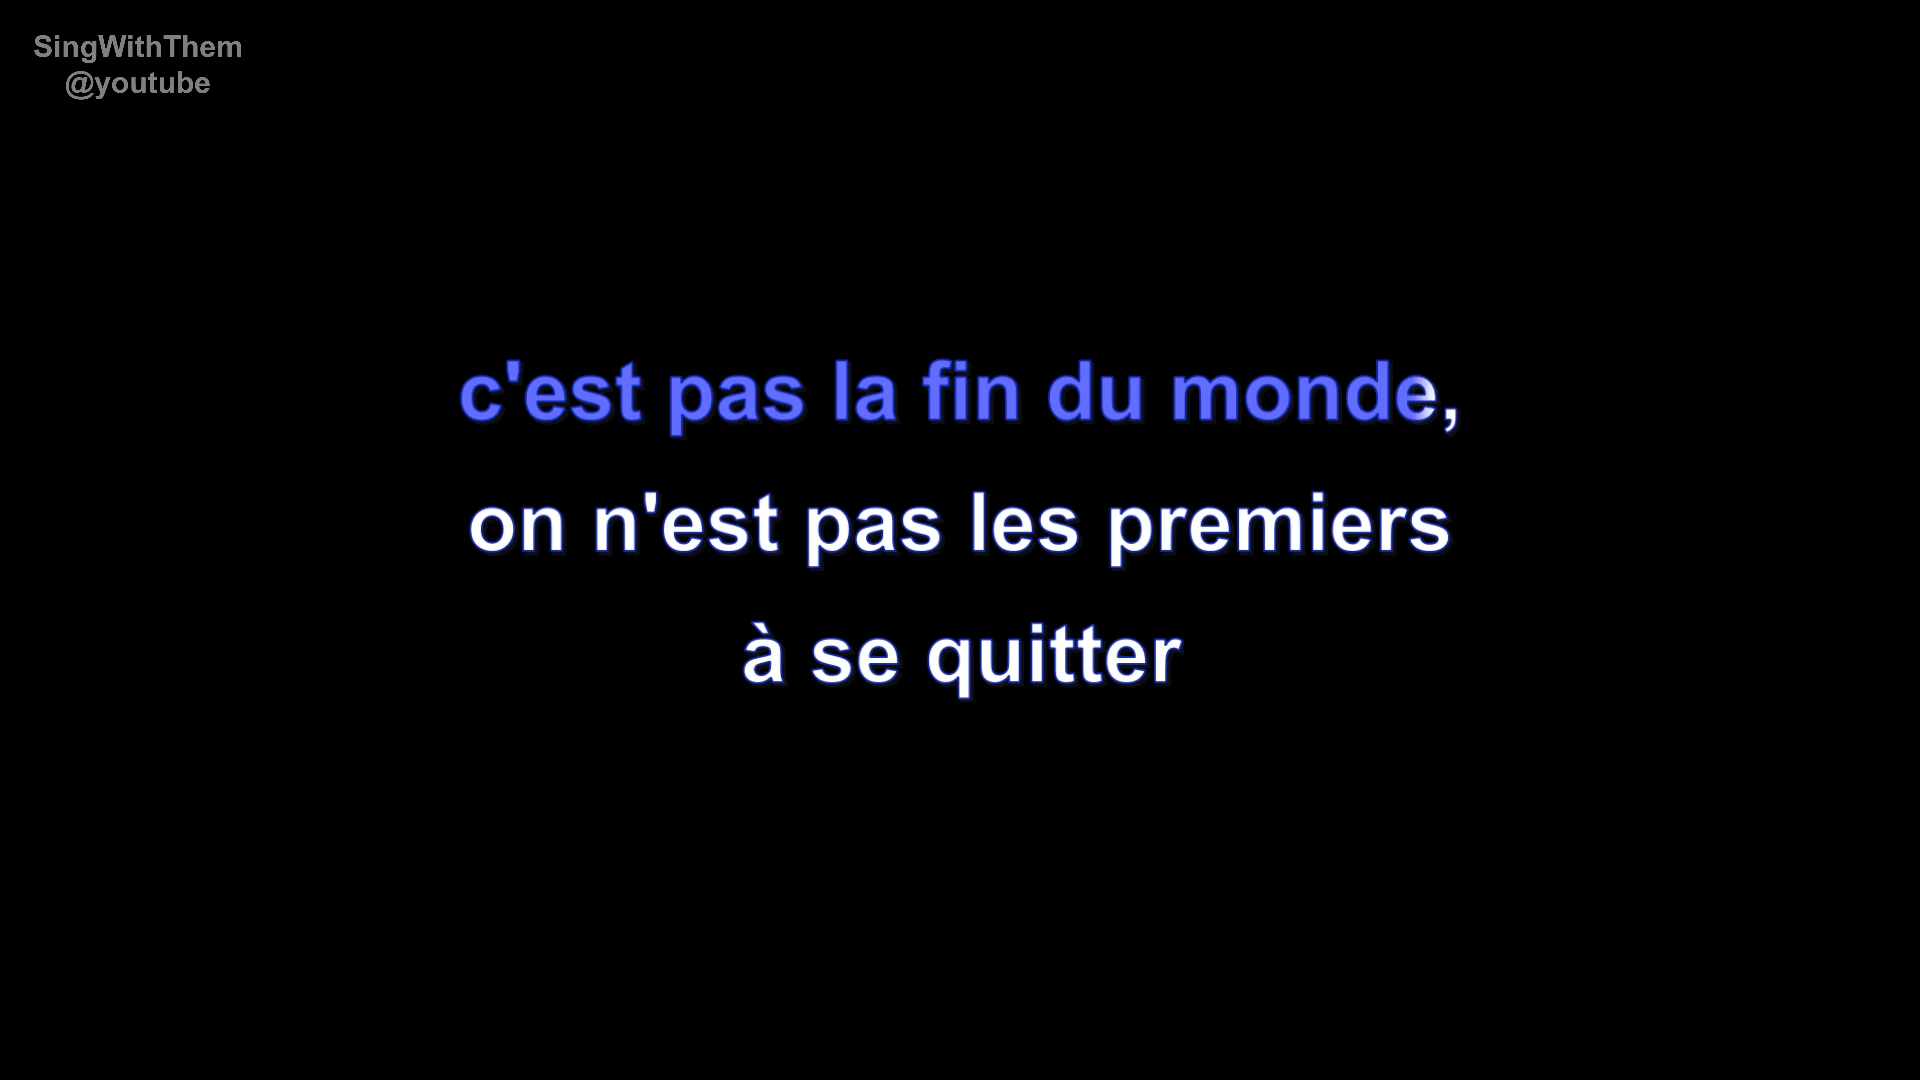 SingWithThem
@youtube
c'est pas la fin du monde,
on n'est pas les premiers
à se quitter